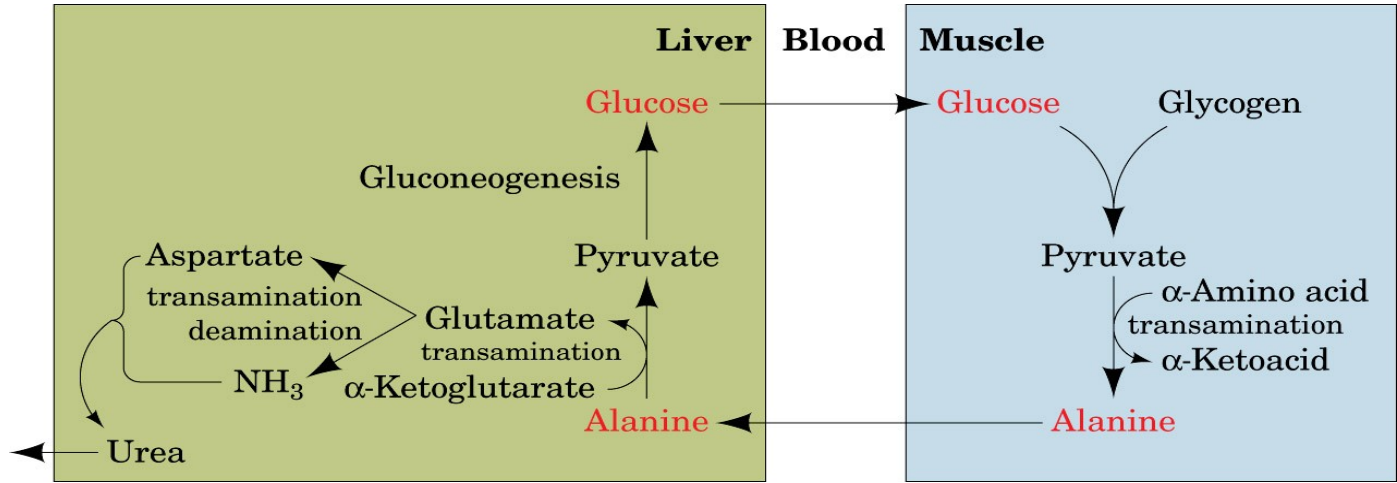 Liver Blood Muscle
Glucose Glucose Glycogen
Gluconeogenesis
Aspartate Pyruvate Pyruvate
transamination α-Amino acid
deamination Glutamate transamination
transamination α-Ketoacid
NH₃ α-Ketoglutarate
Alanine Alanine
Urea